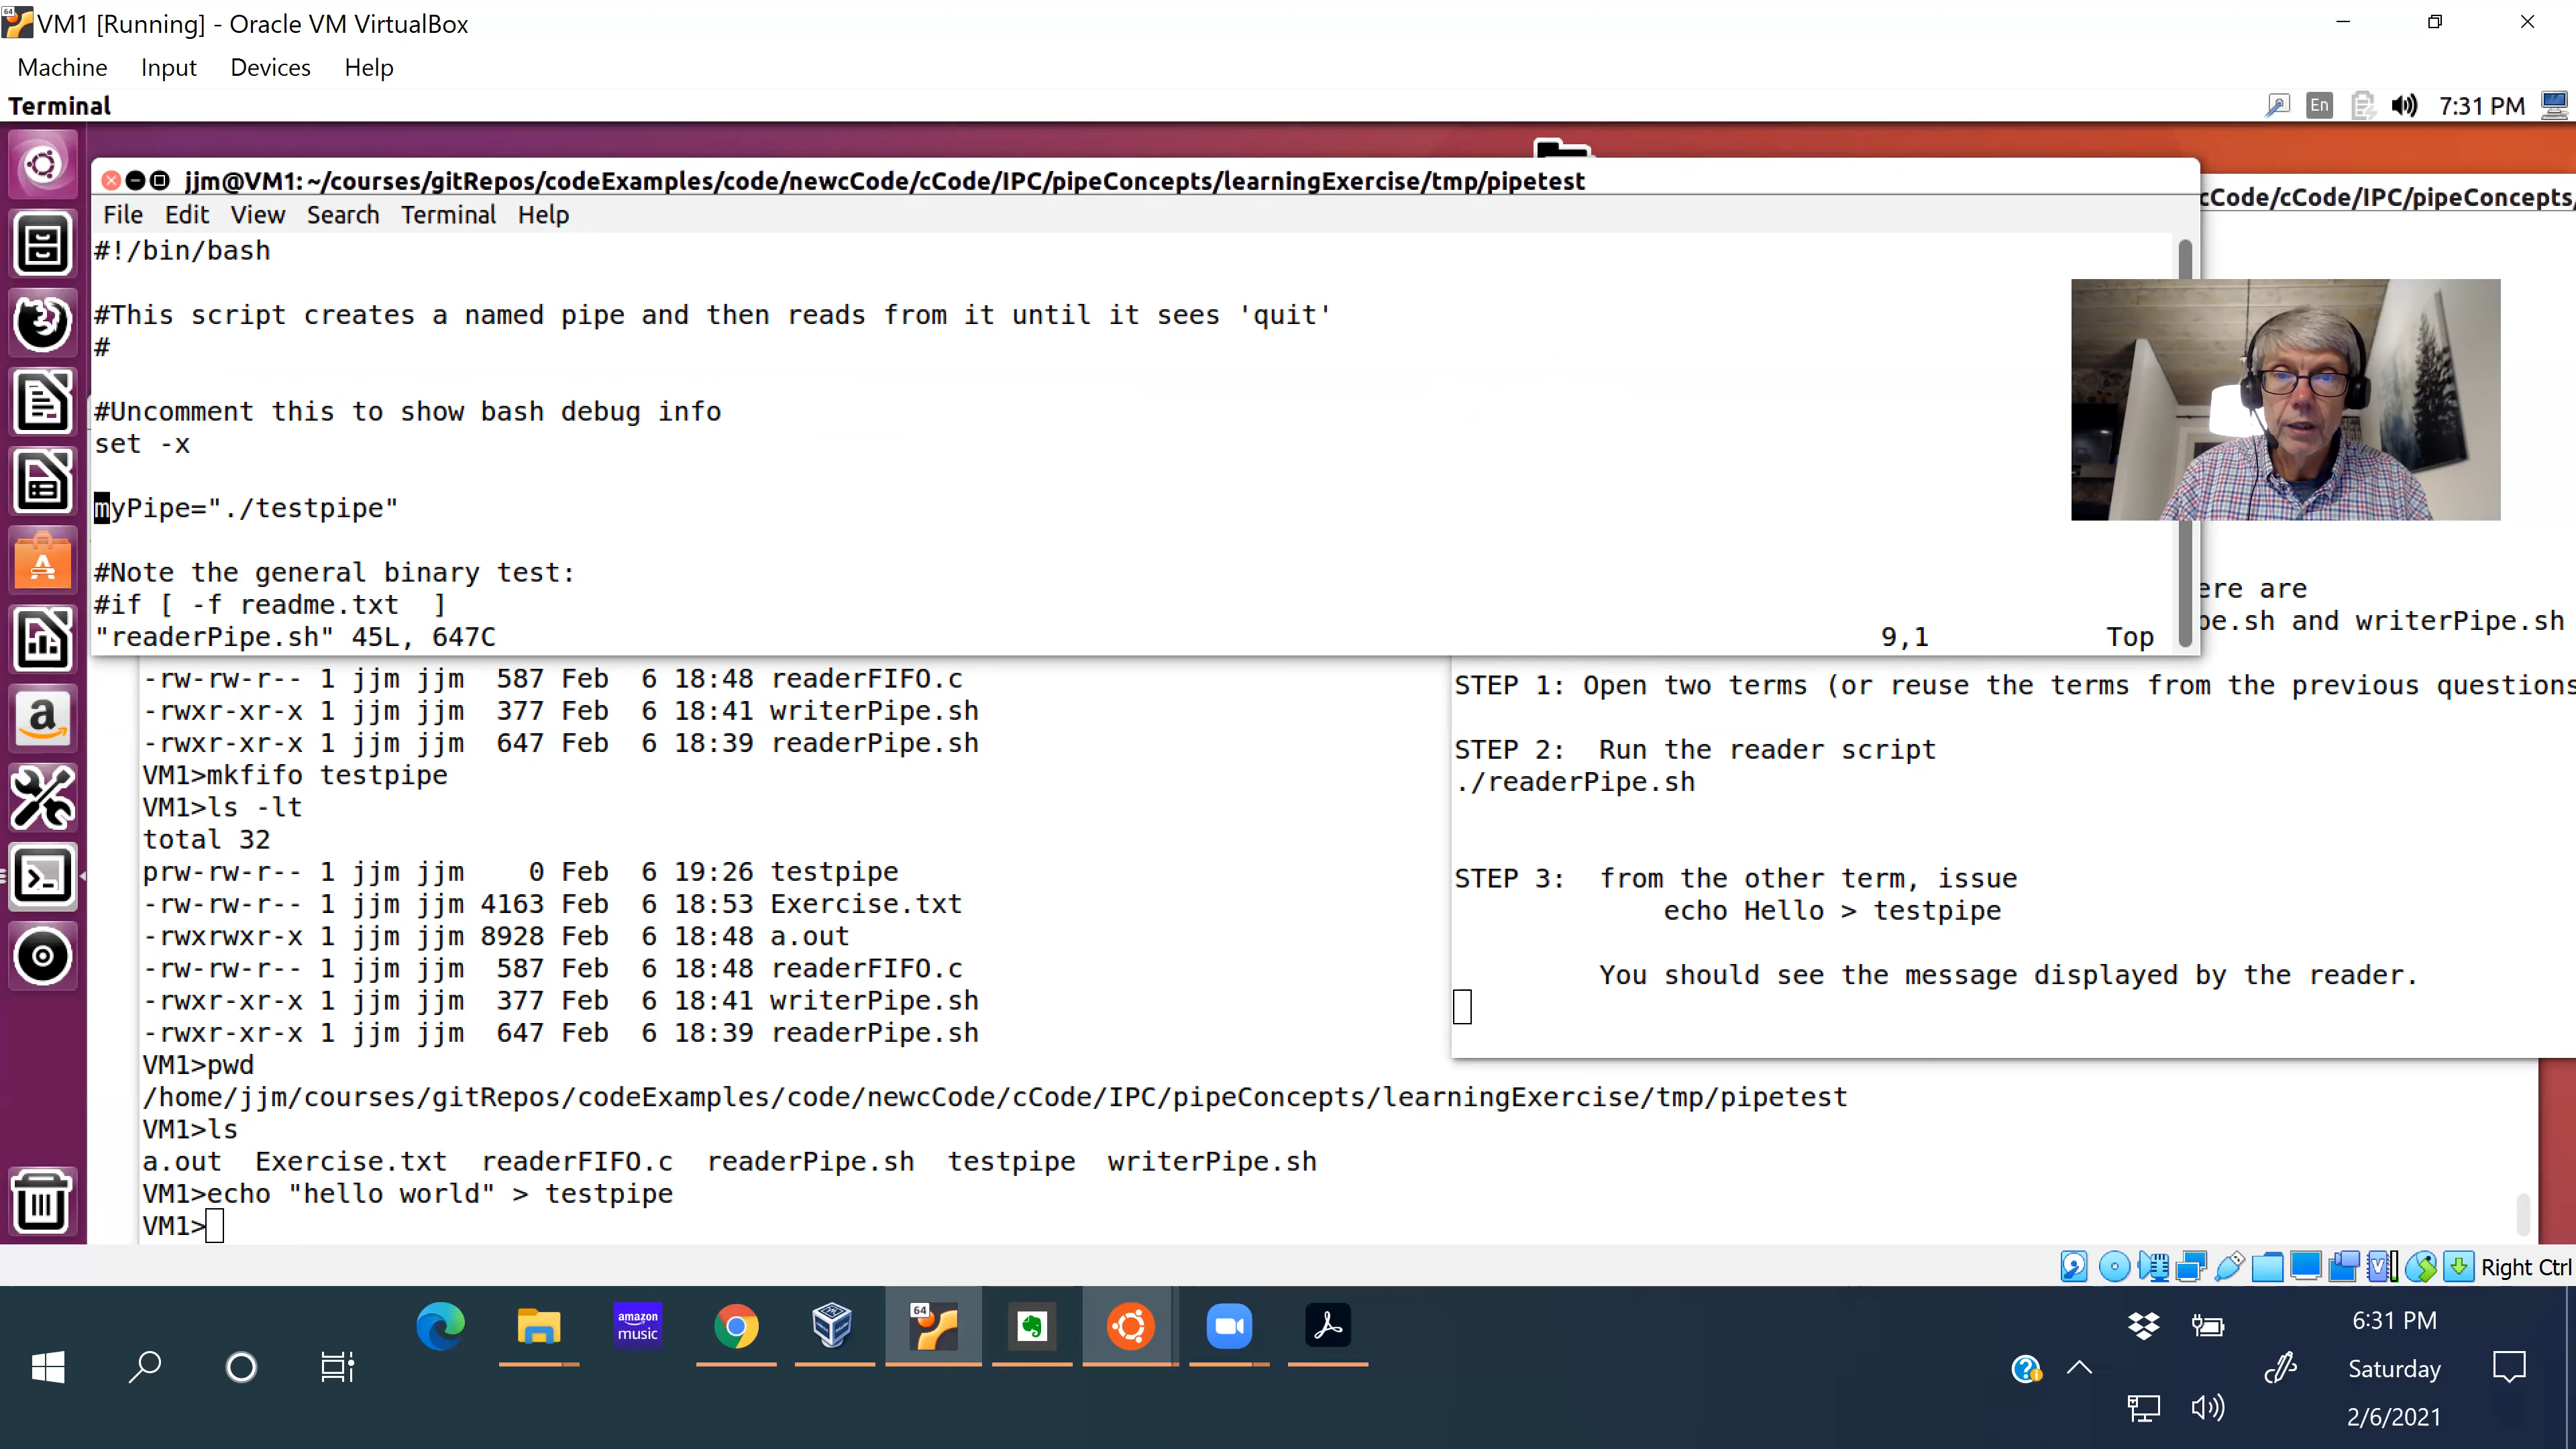 VM1 [Running] - Oracle VM VirtualBox
Machine Input Devices Help
Terminal
En 7:31 PM
jjm@VM1: ~/courses/gitRepos/codeExamples/code/newcCode/cCode/IPC/pipeConcepts/learningExercise/tmp/pipetest
cCode/cCode/IPC/pipeConcepts/
File Edit View Search Terminal Help
#!/bin/bash
#This script creates a named pipe and then reads from it until it sees 'quit'
#
#Uncomment this to show bash debug info
set -x
myPipe="./testpipe"
#Note the general binary test:
#if [ -f readme.txt  ]
"readerPipe.sh" 45L, 647C 9,1 Top
ere are
pe.sh and writerPipe.sh
STEP 1: Open two terms (or reuse the terms from the previous questions
STEP 2:  Run the reader script
./readerPipe.sh
STEP 3:  from the other term, issue
echo Hello > testpipe
You should see the message displayed by the reader.
-rw-rw-r-- 1 jjm jjm  587 Feb  6 18:48 readerFIFO.c
-rwxr-xr-x 1 jjm jjm  377 Feb  6 18:41 writerPipe.sh
-rwxr-xr-x 1 jjm jjm  647 Feb  6 18:39 readerPipe.sh
VM1>mkfifo testpipe
VM1>ls -lt
total 32
prw-rw-r-- 1 jjm jjm    0 Feb  6 19:26 testpipe
-rw-rw-r-- 1 jjm jjm 4163 Feb  6 18:53 Exercise.txt
-rwxrwxr-x 1 jjm jjm 8928 Feb  6 18:48 a.out
-rw-rw-r-- 1 jjm jjm  587 Feb  6 18:48 readerFIFO.c
-rwxr-xr-x 1 jjm jjm  377 Feb  6 18:41 writerPipe.sh
-rwxr-xr-x 1 jjm jjm  647 Feb  6 18:39 readerPipe.sh
VM1>pwd
/home/jjm/courses/gitRepos/codeExamples/code/newcCode/cCode/IPC/pipeConcepts/learningExercise/tmp/pipetest
VM1>ls
a.out  Exercise.txt  readerFIFO.c  readerPipe.sh  testpipe  writerPipe.sh
VM1>echo "hello world" > testpipe
VM1>
Right Ctrl
amazon music
64
6:31 PM
Saturday
2/6/2021